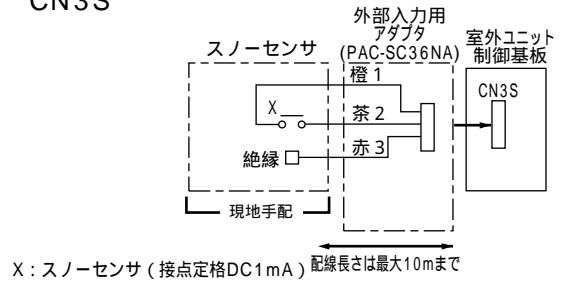 CN3S
外部入力用
アダプタ
(PAC-SC36NA)
室外ユニット
制御基板
スノーセンサ
橙 1
CN3S
X
茶 2
赤 3
絶縁
現地手配
配線長さは最大10mまで
X：スノーセンサ（接点定格DC1mA）